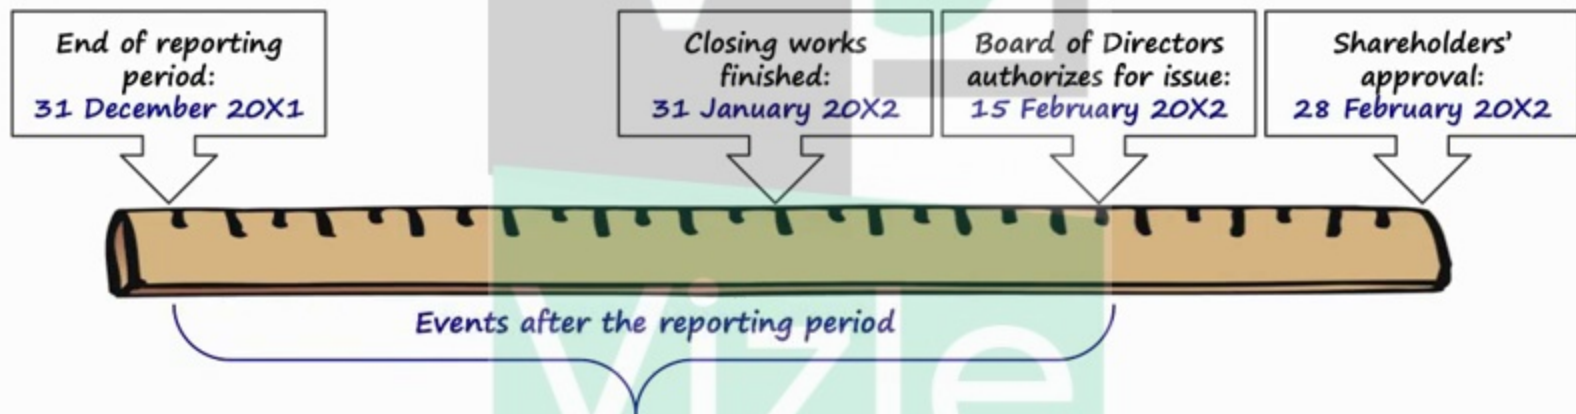 End of reporting
period:
31 December 20X1
Closing works
finished:
31 January 20X2
Board of Directors
authorizes for issue:
15 February 20X2
Shareholders’
approval:
28 February 20X2
Events after the reporting period
Vizle